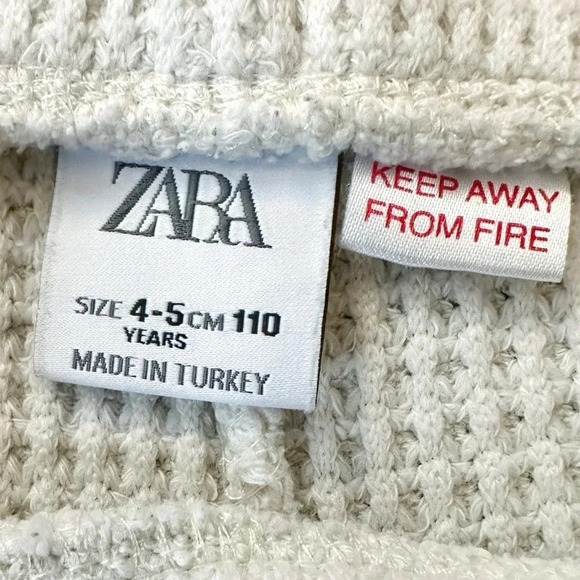 ZARA
SIZE 4-5 CM 110
YEARS
MADE IN TURKEY
KEEP AWAY
FROM FIRE